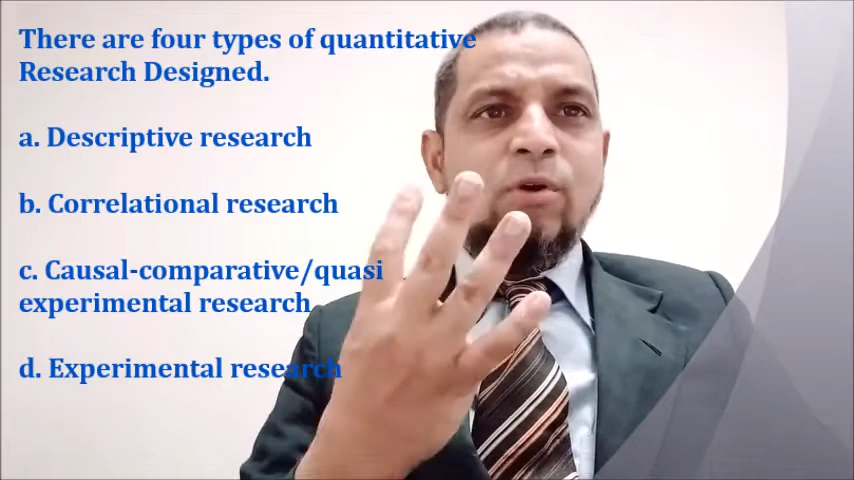 There are four types of quantitative
Research Designed.
a. Descriptive research
b. Correlational research
c. Causal-comparative/quasi
experimental research
d. Experimental research